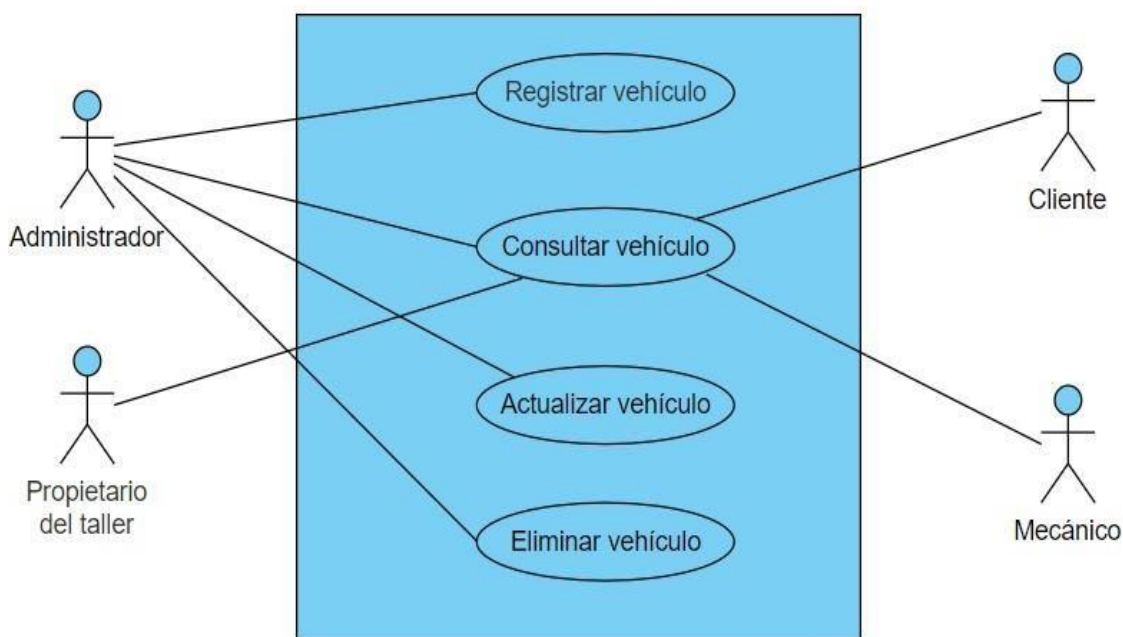 Registrar vehículo
Administrador
Cliente
Consultar vehículo
Actualizar vehículo
Propietario
del taller
Eliminar vehículo
Mecánico